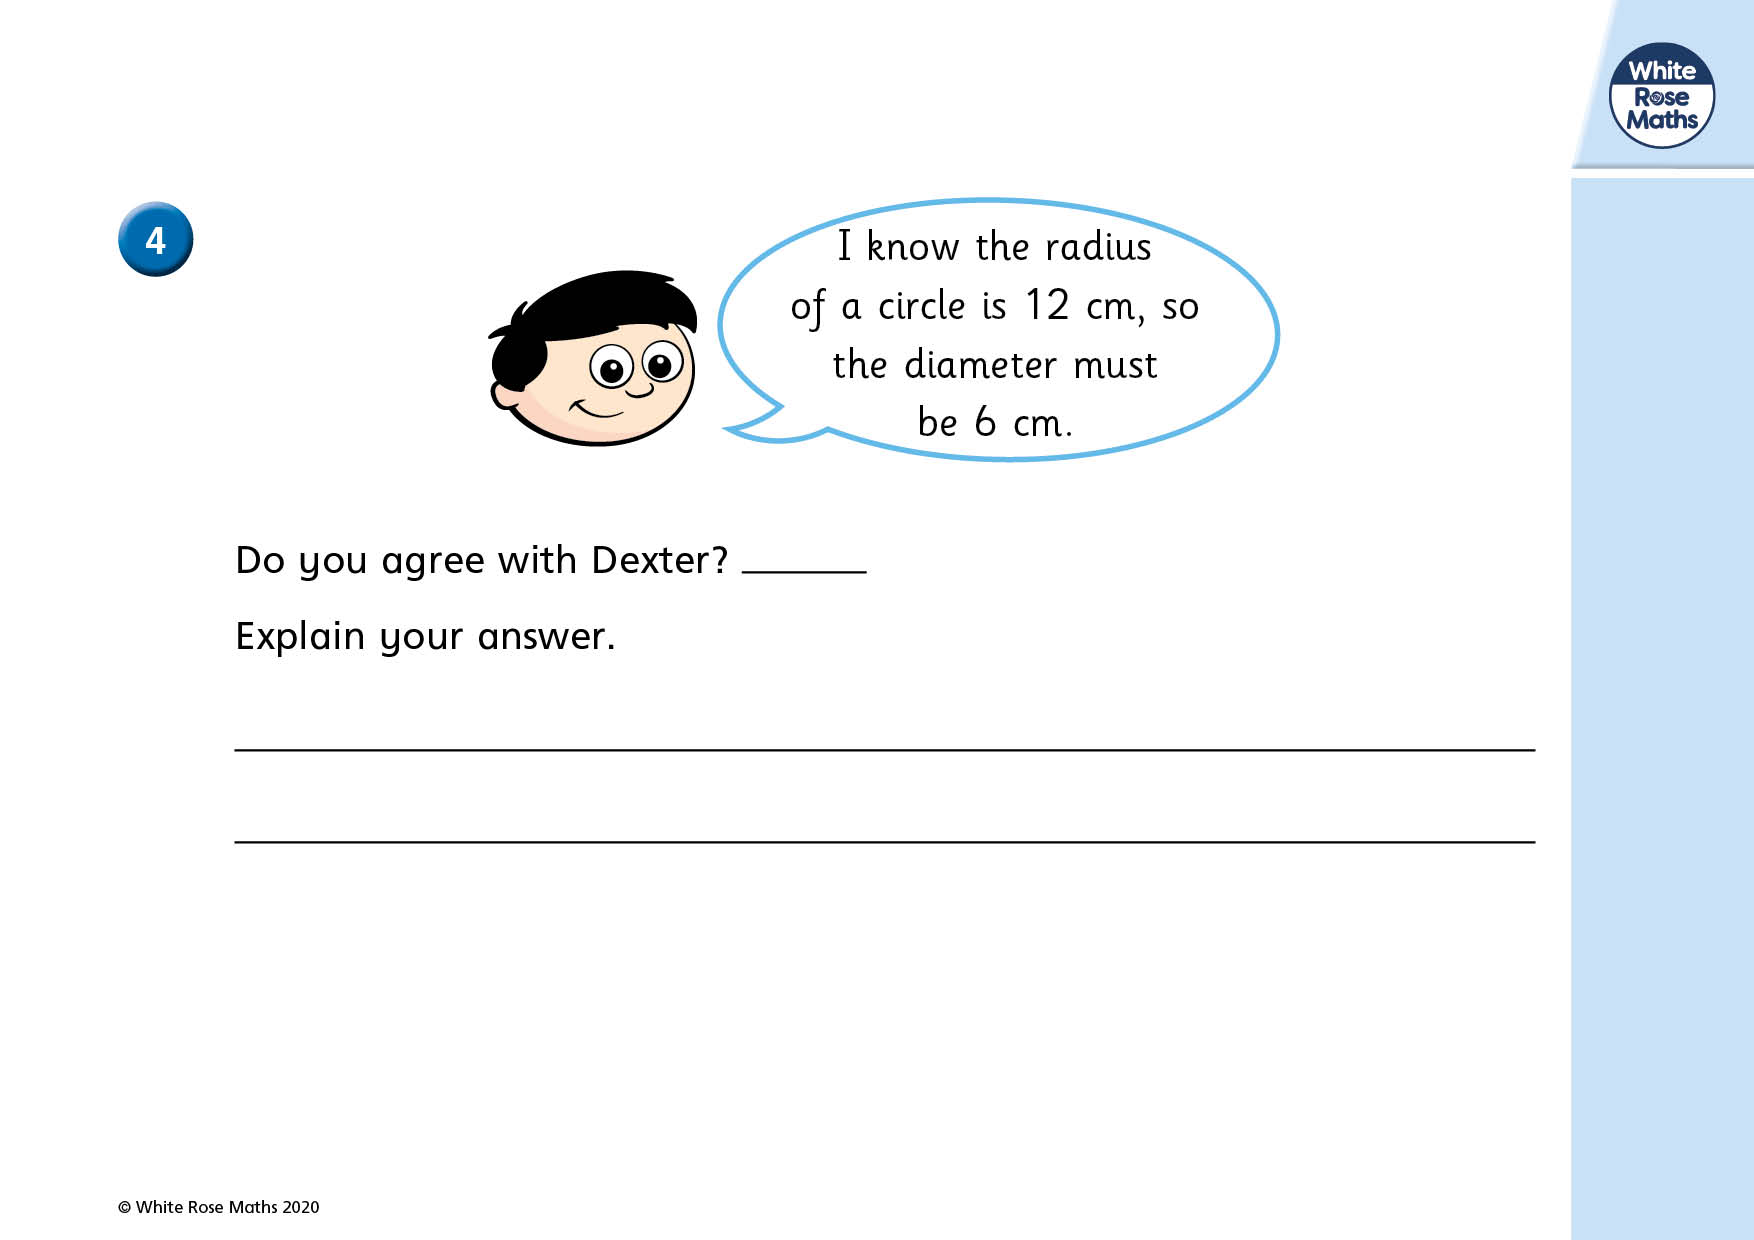 White
Rose
Maths
4
I know the radius
of a circle is 12 cm, so
the diameter must
be 6 cm.
Do you agree with Dexter? ______
Explain your answer.
© White Rose Maths 2020